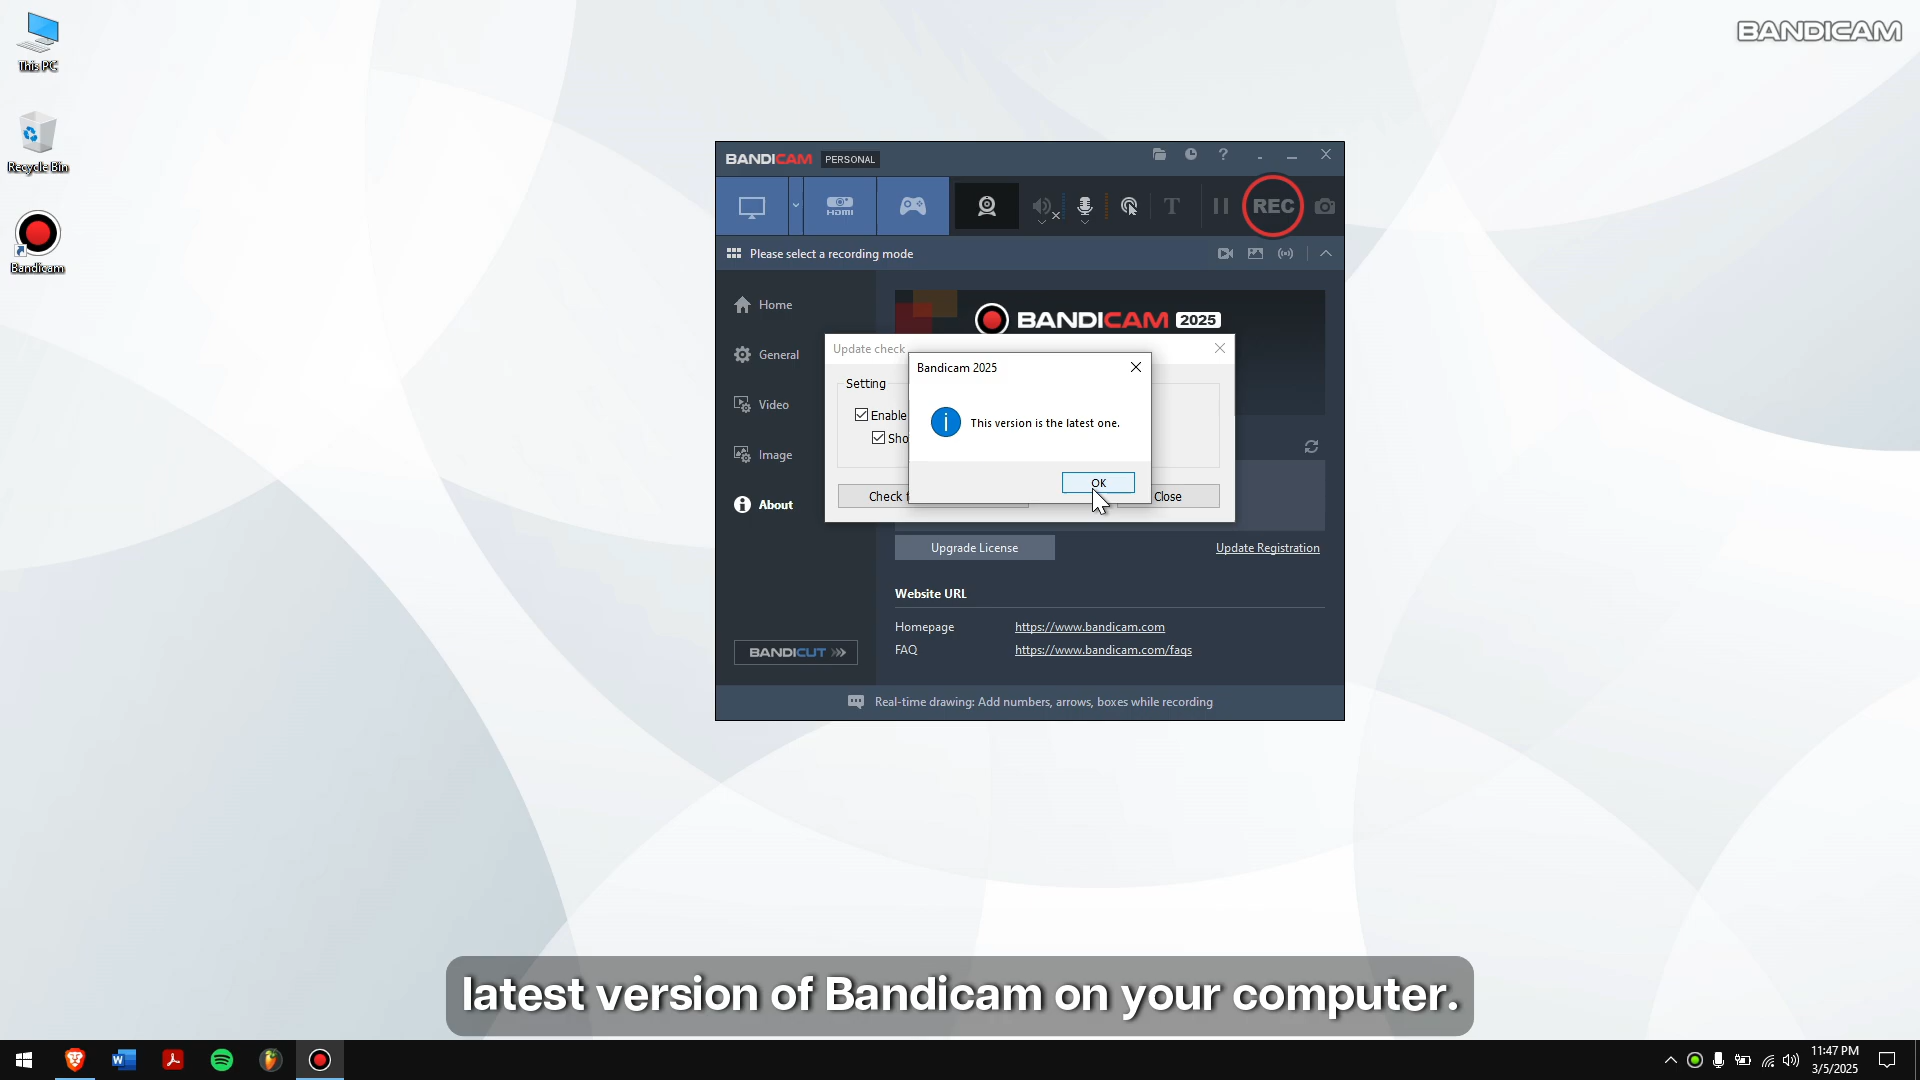 This PC
Recycle Bin
Bandicam
BANDICAM
BANDICAM PERSONAL
HDMI
T
REC
Please select a recording mode
Home
General
Video
Image
About
BANDICUT
BANDICAM 2025
Update check
Setting
Enable
Sho
Check f
Close
Bandicam 2025
This version is the latest one.
OK
Upgrade License
Update Registration
Website URL
Homepage https://www.bandicam.com
FAQ https://www.bandicam.com/faqs
Real-time drawing: Add numbers, arrows, boxes while recording
latest version of Bandicam on your computer.
11:47 PM
3/5/2025